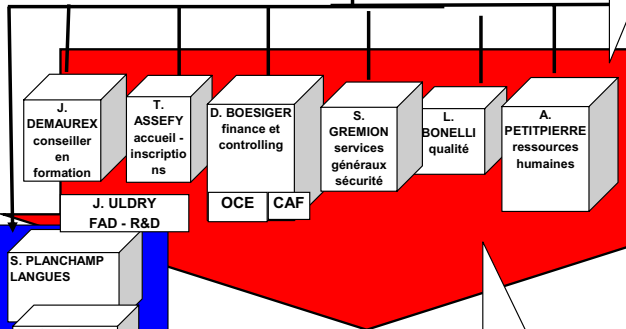 J.
DEMAUREX
conseiller
en
formation
T.
ASSEFY
accueil -
inscriptio
ns
D. BOESIGER
finance et
controlling
S.
GREMION
services
généraux
sécurité
L.
BONELLI
qualité
A.
PETITPIERRE
ressources
humaines
J. ULDRY
FAD - R&D
OCE
CAF
S. PLANCHAMP
LANGUES